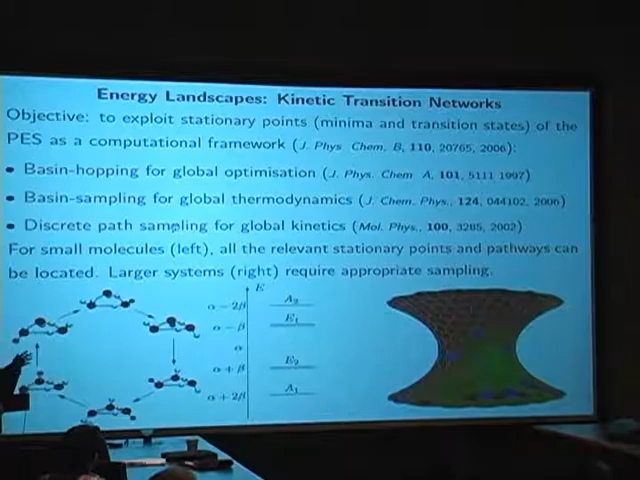 Energy Landscapes: Kinetic Transition Networks
Objective: to exploit stationary points (minima and transition states) of the
PES as a computational framework (J. Phys. Chem. B, 110, 20765, 2006):
• Basin-hopping for global optimisation (J. Phys. Chem. A, 101, 5111 1997)
• Basin-sampling for global thermodynamics (J. Chem. Phys., 124, 044102, 2006)
• Discrete path sampling for global kinetics (Mol. Phys., 100, 3285, 2002)
For small molecules (left), all the relevant stationary points and pathways can
be located. Larger systems (right) require appropriate sampling.
E
α − 2β A₂
α − β E₁
α
α + β E₂
α + 2β A₁